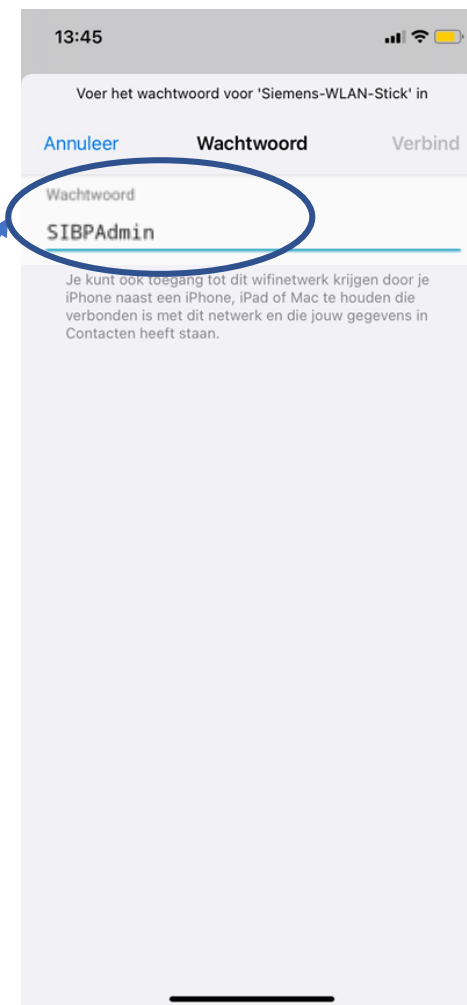 13:45
Voer het wachtwoord voor 'Siemens-WLAN-Stick' in
Annuleer Wachtwoord Verbind
Wachtwoord
SIBPAdmin
Je kunt ook toegang tot dit wifinetwerk krijgen door je
iPhone naast een iPhone, iPad of Mac te houden die
verbonden is met dit netwerk en die jouw gegevens in
Contacten heeft staan.